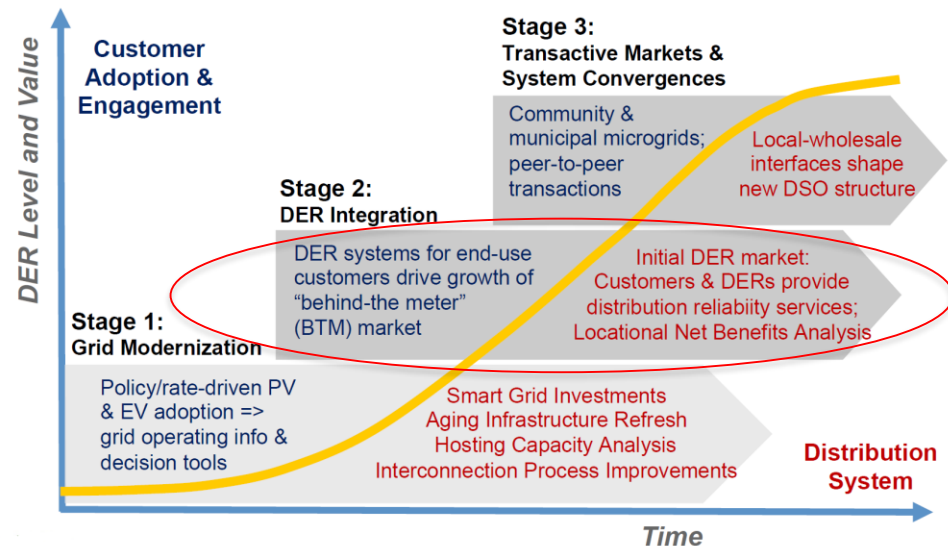 DER Level and Value
Customer
Adoption &
Engagement
Stage 3:
Transactive Markets &
System Convergences
Community &
municipal microgrids;
peer-to-peer
transactions
Local-wholesale
interfaces shape
new DSO structure
Stage 2:
DER Integration
DER systems for end-use
customers drive growth of
“behind-the meter”
(BTM) market
Initial DER market:
Customers & DERs provide
distribution reliabiity services;
Locational Net Benefits Analysis
Stage 1:
Grid Modernization
Policy/rate-driven PV
& EV adoption =>
grid operating info &
decision tools
Smart Grid Investments
Aging Infrastructure Refresh
Hosting Capacity Analysis
Interconnection Process Improvements
Distribution
System
Time